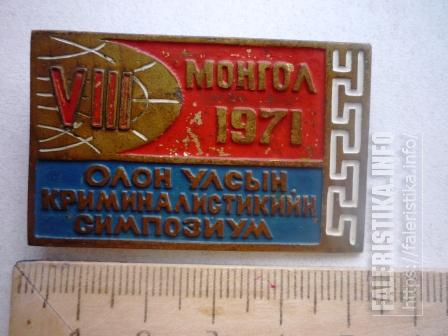 VIII
МОНГОЛ
1971
ОЛОН УЛСЫН
КРИМИНАЛИСТИКИЙН
СИМПОЗИУМ
FALERISTIKA.INFO
https://faleristika.info/